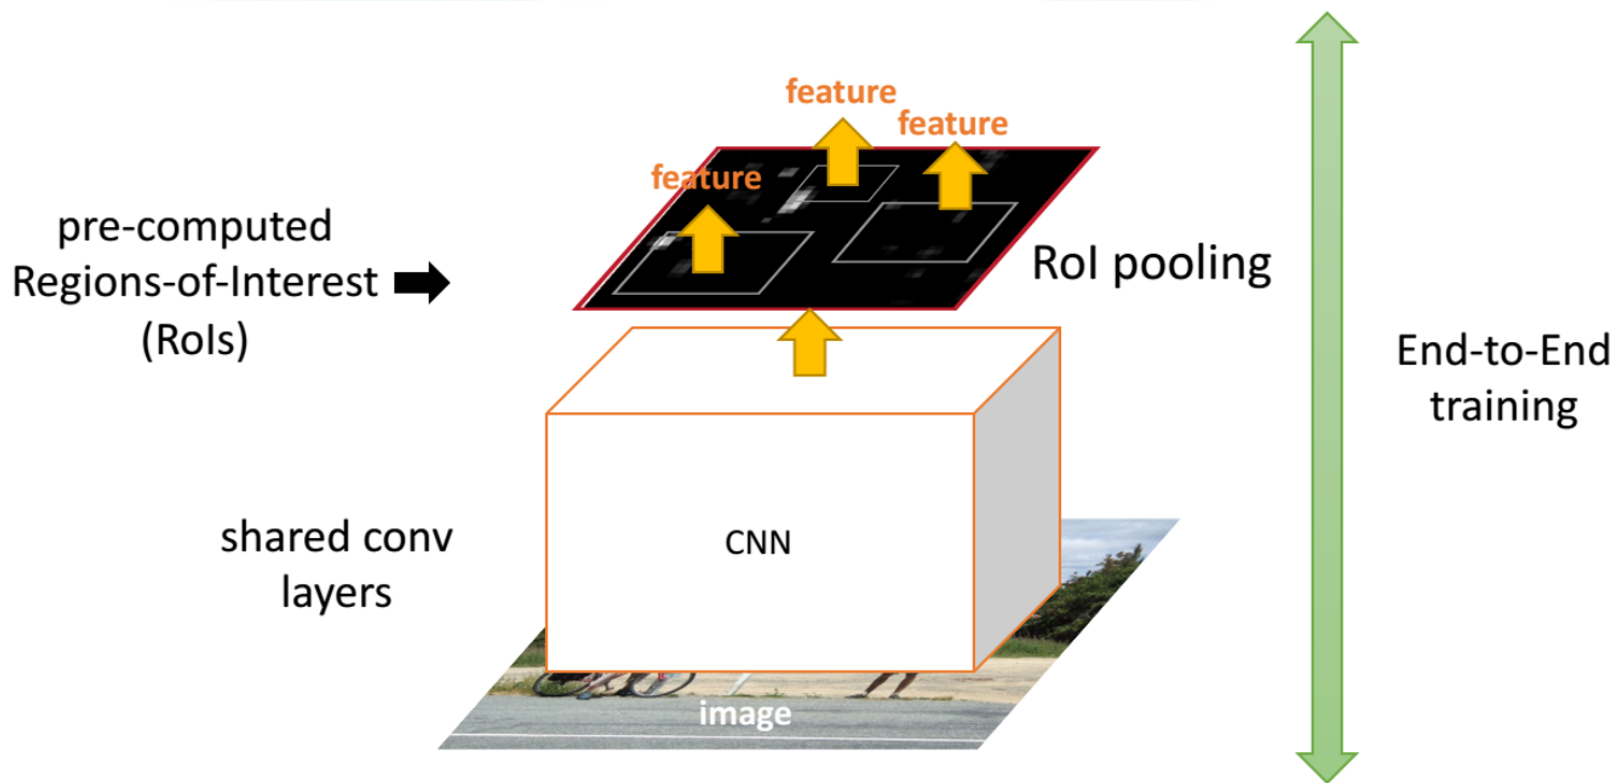 feature
feature
feature
pre-computed
Regions-of-Interest
(RoIs)
RoI pooling
End-to-End
training
shared conv
layers
CNN
image